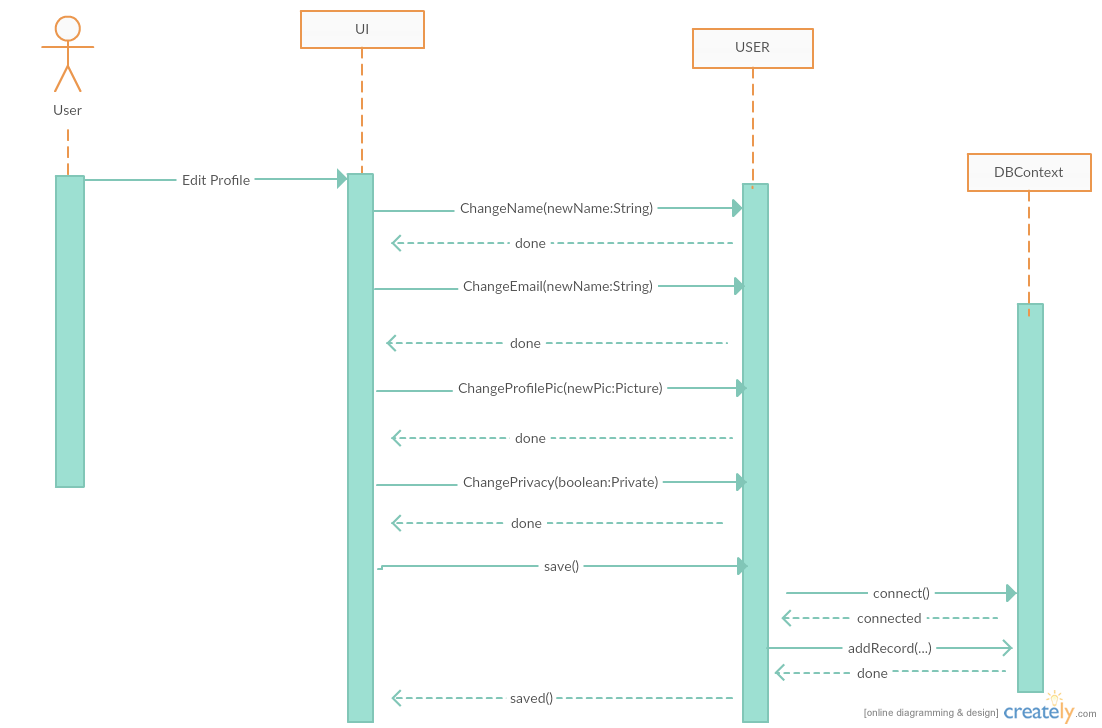 UI
USER
User
DBContext
Edit Profile
ChangeName(newName:String)
done
ChangeEmail(newName:String)
done
ChangeProfilePic(newPic:Picture)
done
ChangePrivacy(boolean:Private)
done
save()
connect()
connected
addRecord(...)
done
saved()
[online diagramming & design] creately.com